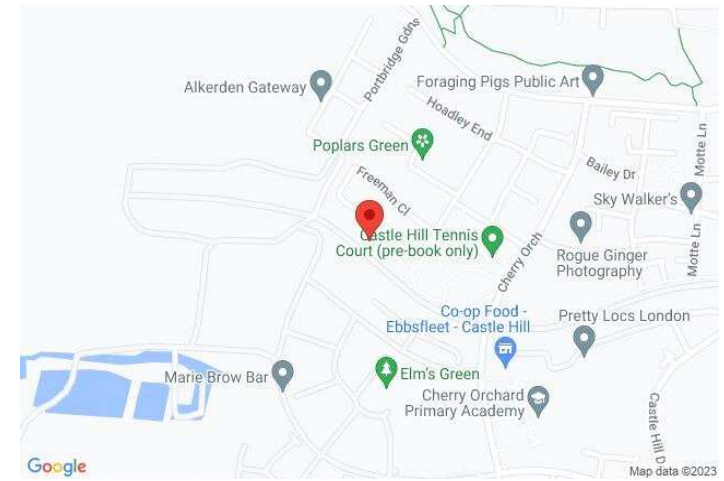 Portbridge Gdns
Alkerden Gateway
Foraging Pigs Public Art
Hoadley End
Motte Ln
Poplars Green
Bailey Dr
Freeman Cl
Sky Walker's
Castle Hill Tennis
Court (pre-book only)
Cherry Orch
Rogue Ginger
Photography
Motte Ln
Co-op Food -
Ebbsfleet - Castle Hill
Pretty Locs London
Marie Brow Bar
Elm's Green
Cherry Orchard
Primary Academy
Castle Hill D
Google
Map data ©2023